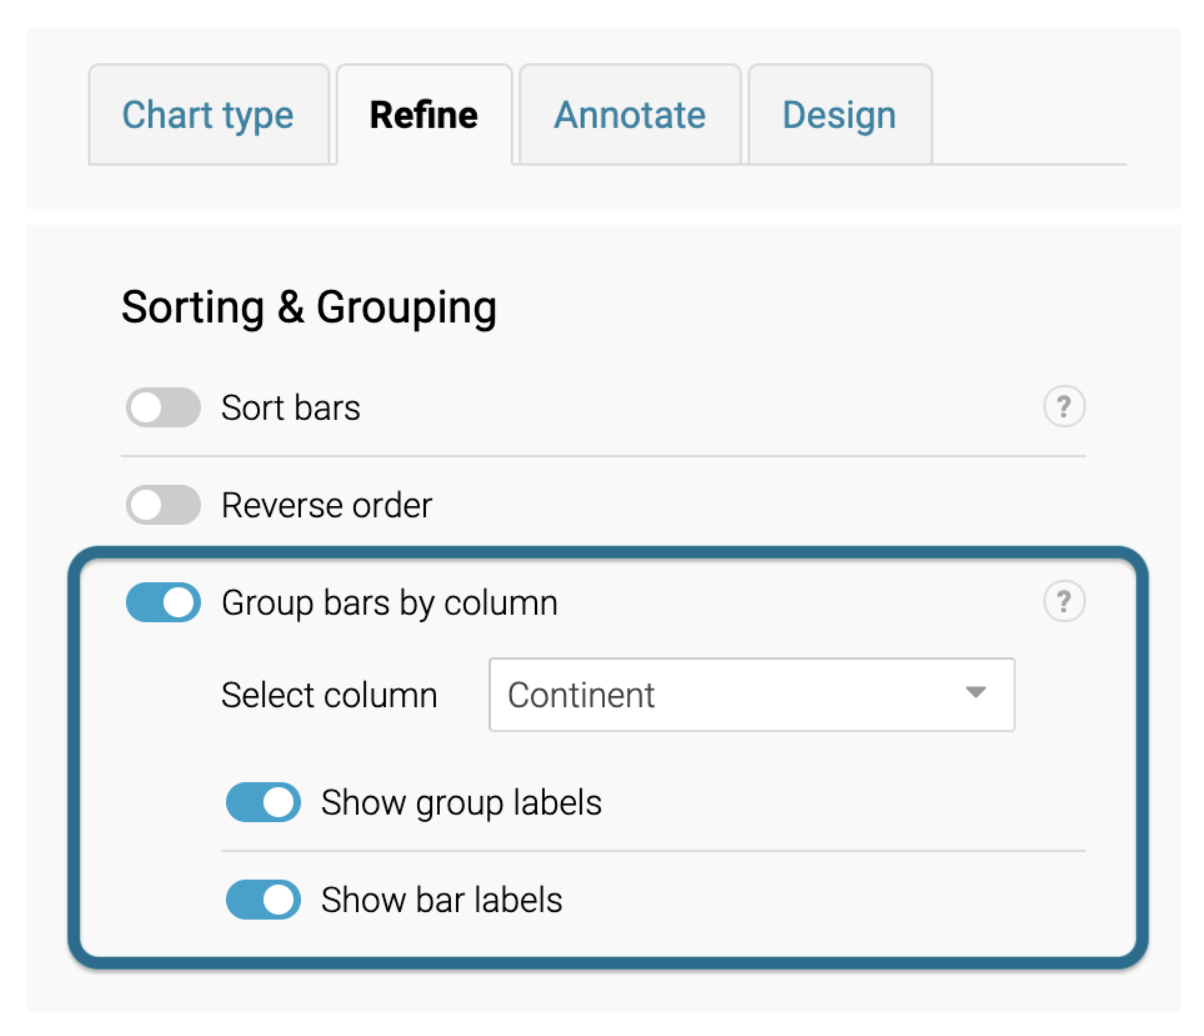 Chart type Refine Annotate Design
Sorting & Grouping
Sort bars ?
Reverse order
Group bars by column ?
Select column Continent
Show group labels
Show bar labels